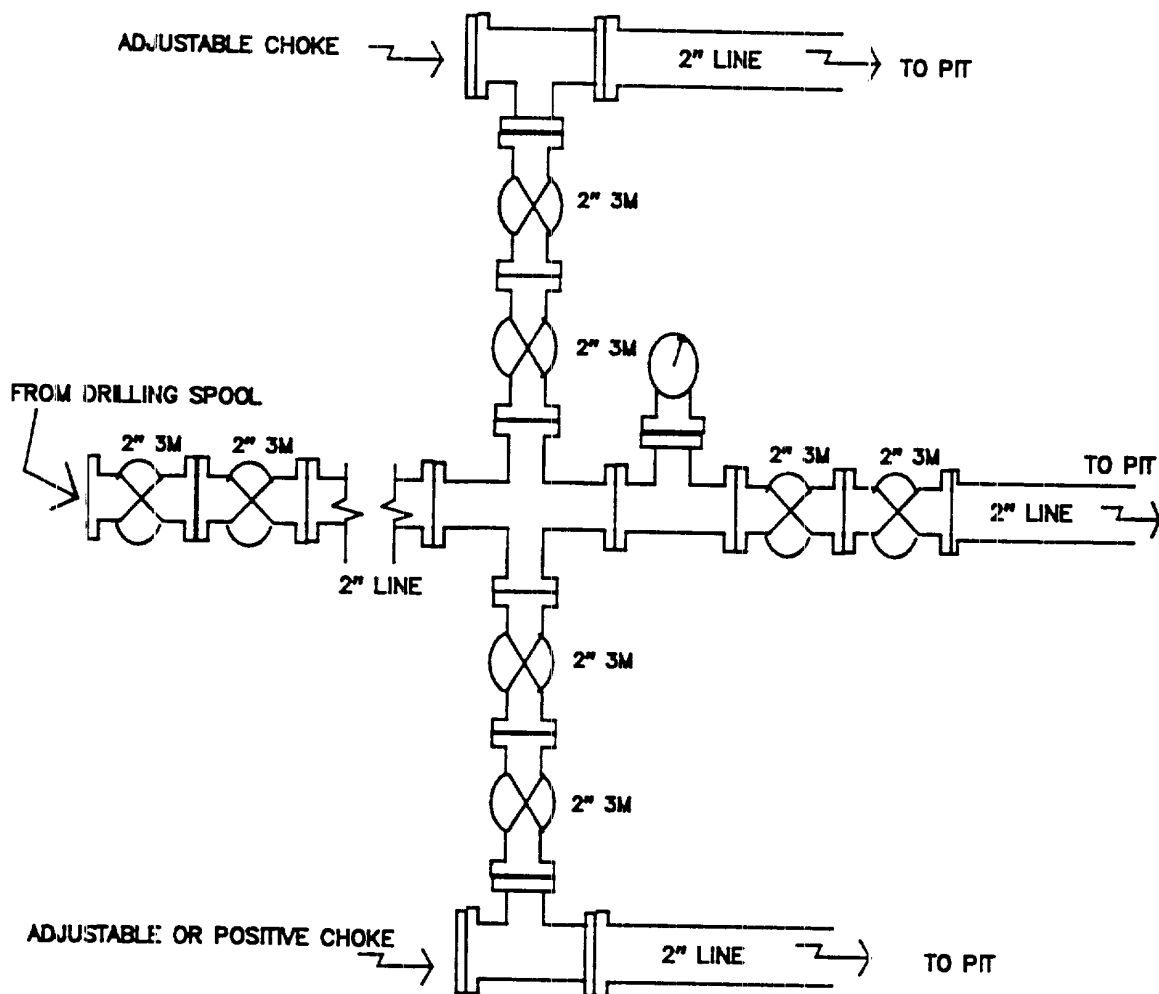 ADJUSTABLE CHOKE
2" LINE
TO PIT
2" 3M
2" 3M
FROM DRILLING SPOOL
2" 3M
2" 3M
2" 3M
2" 3M
TO PIT
2" LINE
2" LINE
2" 3M
2" 3M
ADJUSTABLE OR POSITIVE CHOKE
2" LINE
TO PIT